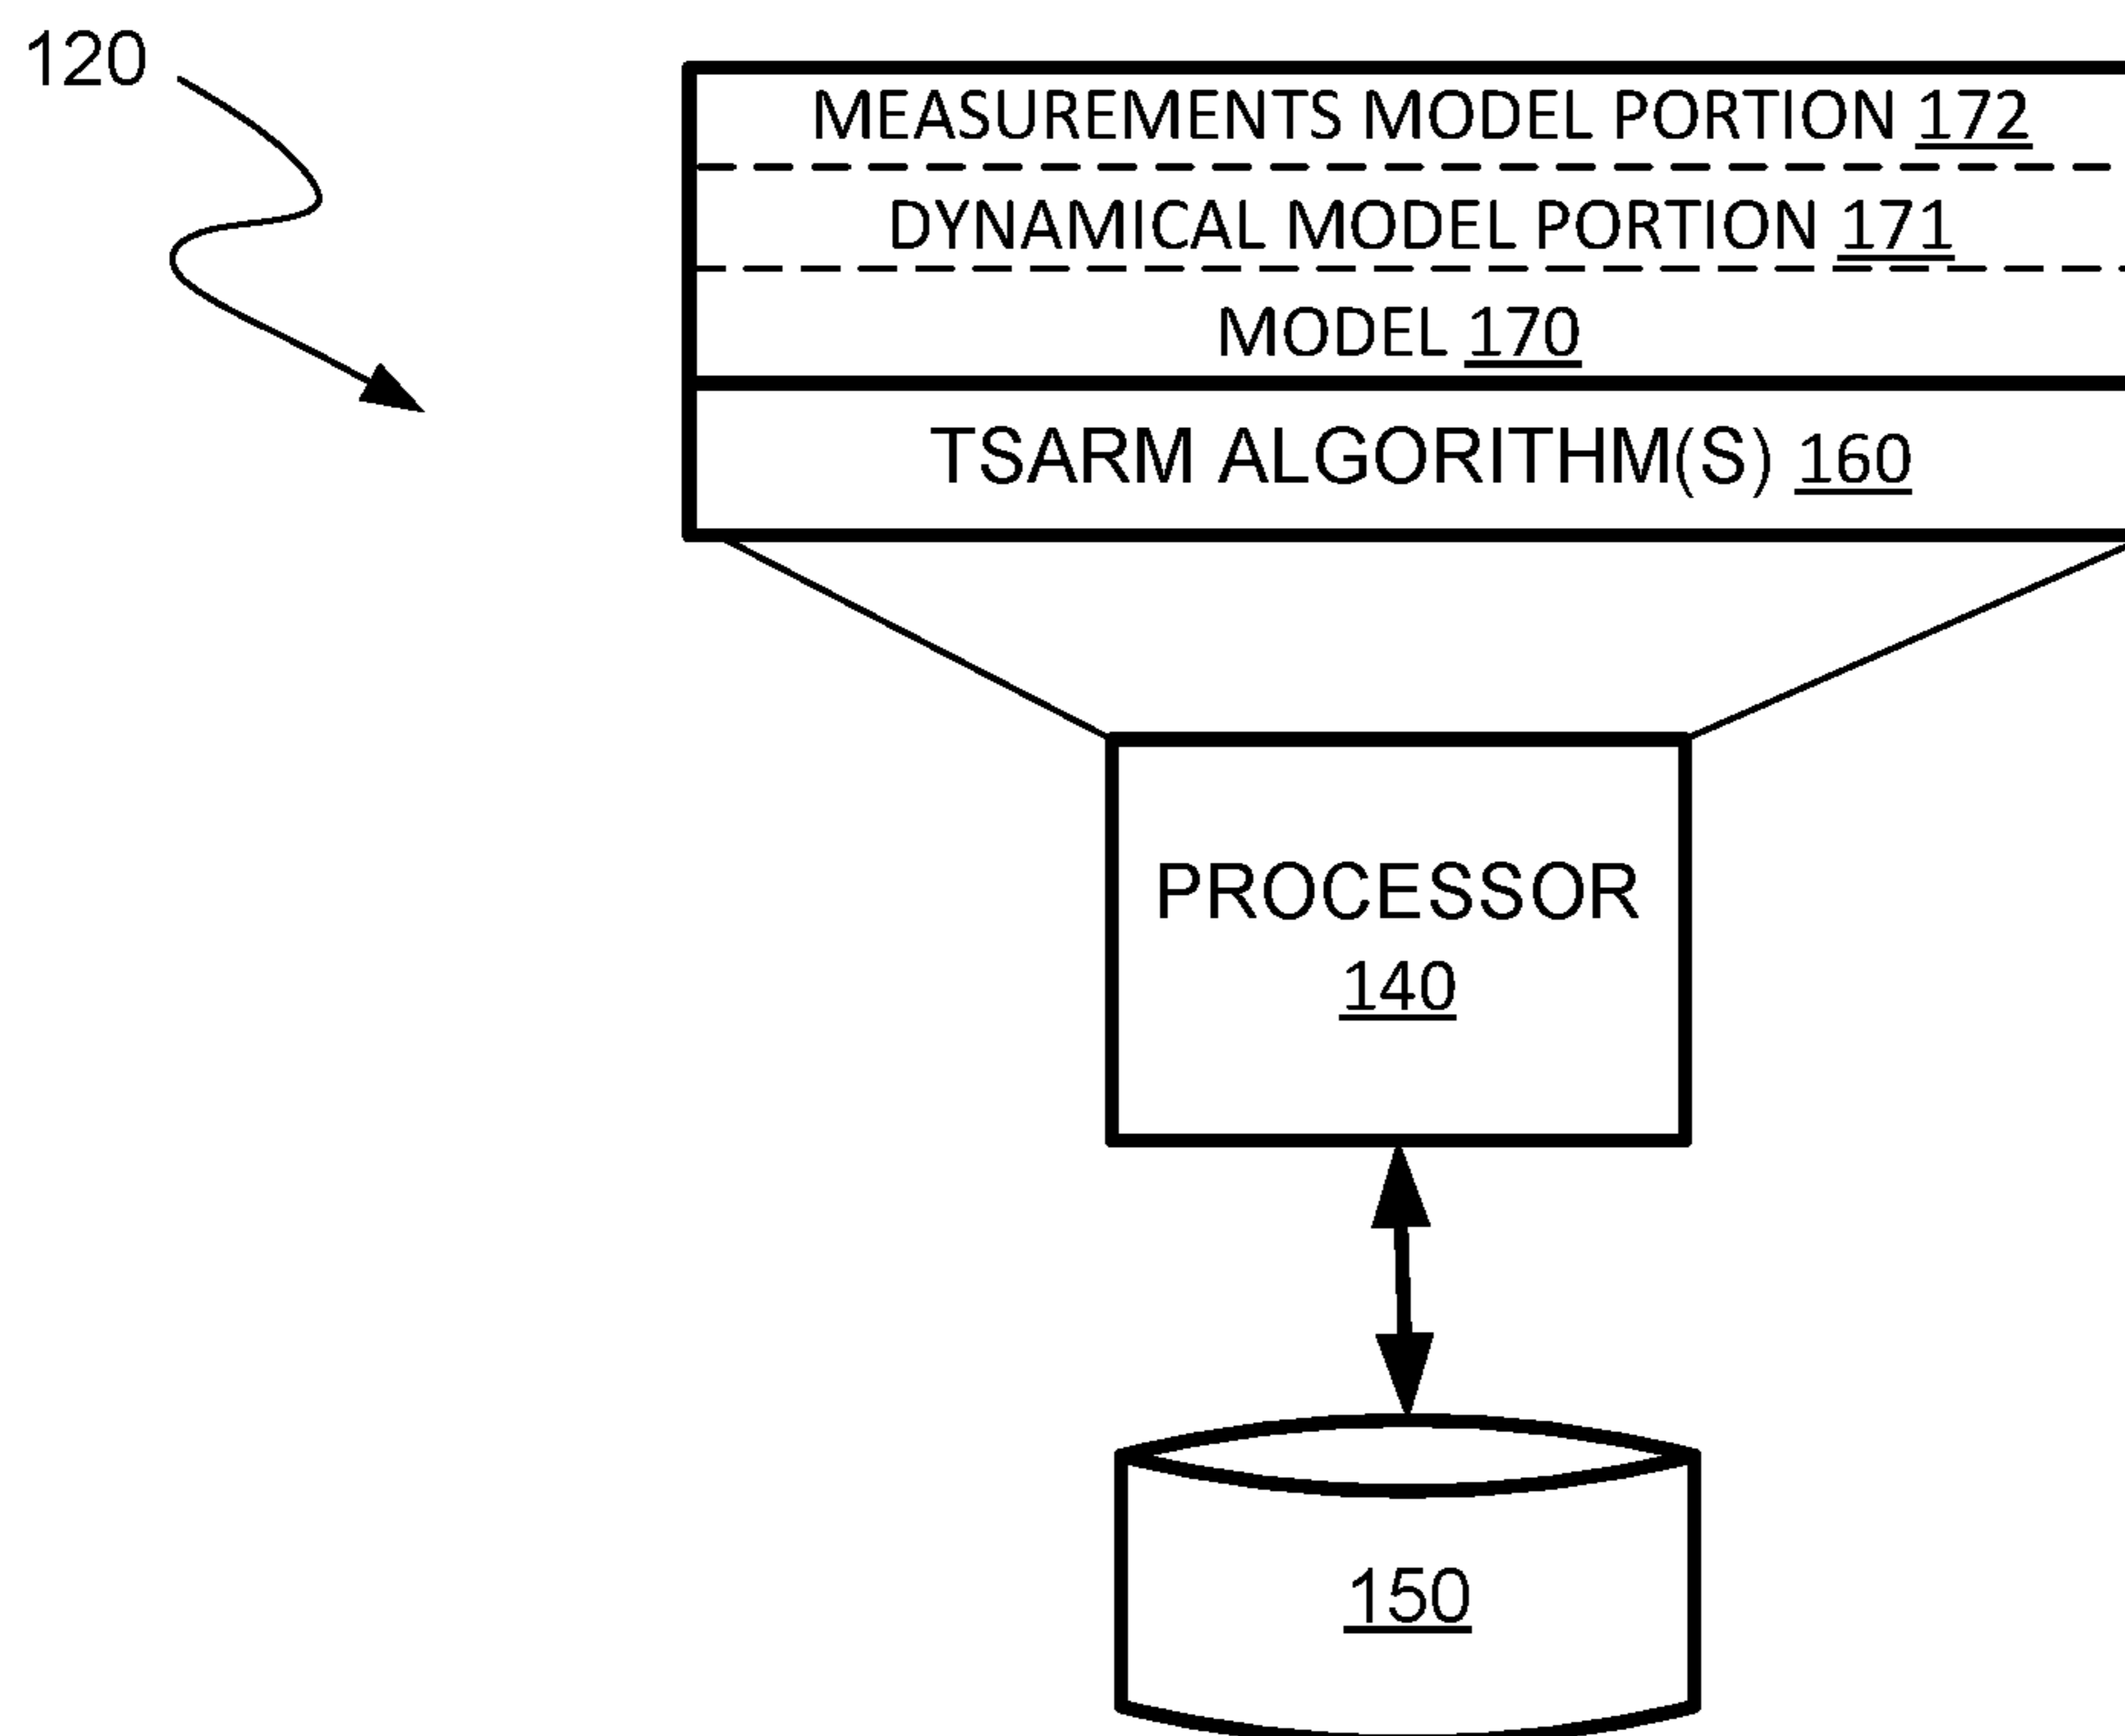 120
MEASUREMENTS MODEL PORTION 172
DYNAMICAL MODEL PORTION 171
MODEL 170
TSARM ALGORITHM(S) 160
PROCESSOR
140
150